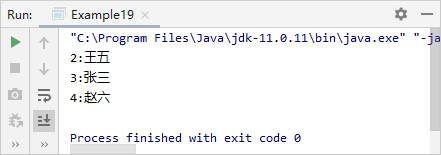 Run: Example19
"C:\Program Files\Java\jdk-11.0.11\bin\java.exe" "-ja
2:王五
3:张三
4:赵六
Process finished with exit code 0